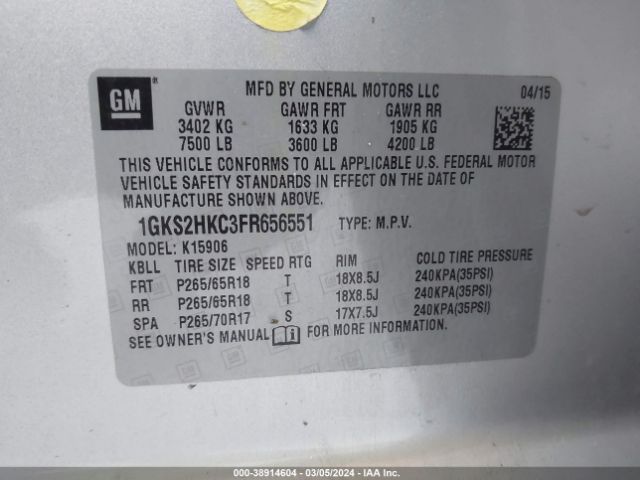 GM®
MFD BY GENERAL MOTORS LLC 04/15
GVWR GAWR FRT GAWR RR
3402 KG 1633 KG 1905 KG
7500 LB 3600 LB 4200 LB
THIS VEHICLE CONFORMS TO ALL APPLICABLE U.S. FEDERAL MOTOR
VEHICLE SAFETY STANDARDS IN EFFECT ON THE DATE OF
MANUFACTURE SHOWN ABOVE.
1GKS2HKC3FR656551 TYPE: M.P.V.
MODEL: K15906
KBLL TIRE SIZE SPEED RTG RIM COLD TIRE PRESSURE
FRT P265/65R18 T 18X8.5J 240KPA(35PSI)
RR P265/65R18 T 18X8.5J 240KPA(35PSI)
SPA P265/70R17 S 17X7.5J 240KPA(35PSI)
SEE OWNER'S MANUAL FOR MORE INFORMATION.
000-38914604 - 03/05/2024 - IAA Inc.